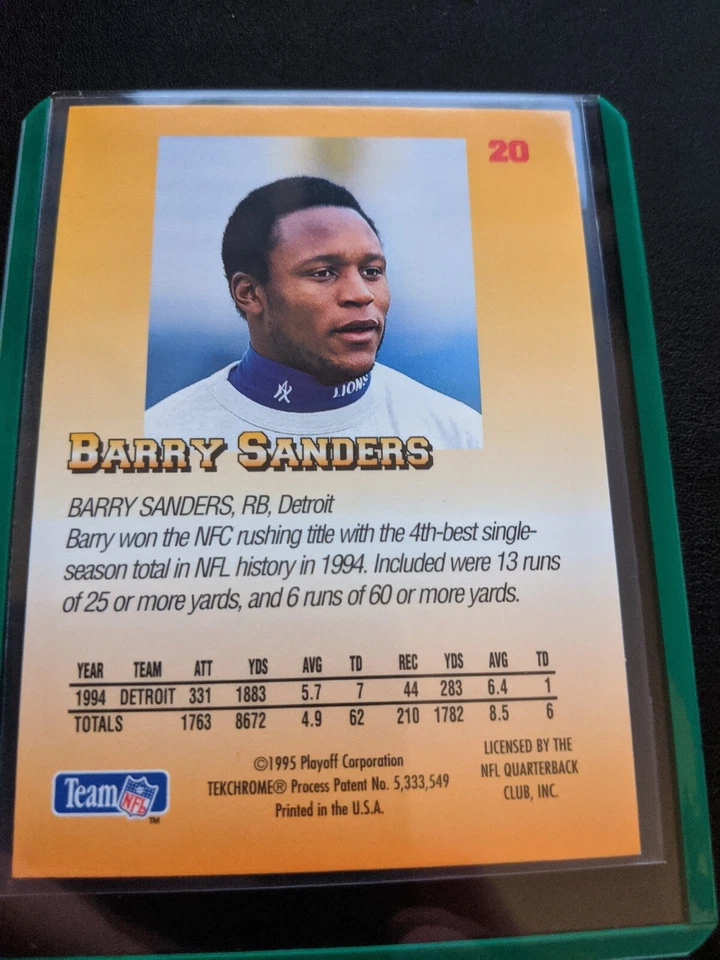 20
LIONS
BARRY SANDERS
BARRY SANDERS, RB, Detroit
Barry won the NFC rushing title with the 4th-best single-
season total in NFL history in 1994. Included were 13 runs
of 25 or more yards, and 6 runs of 60 or more yards.
YEAR TEAM ATT YDS AVG TD REC YDS AVG TD
1994 DETROIT 331 1883 5.7 7 44 283 6.4 1
TOTALS 1763 8672 4.9 62 210 1782 8.5 6
©1995 Playoff Corporation
TEKCHROME® Process Patent No. 5,333,549
Printed in the U.S.A.
LICENSED BY THE
NFL QUARTERBACK
CLUB, INC.
Team NFL TM